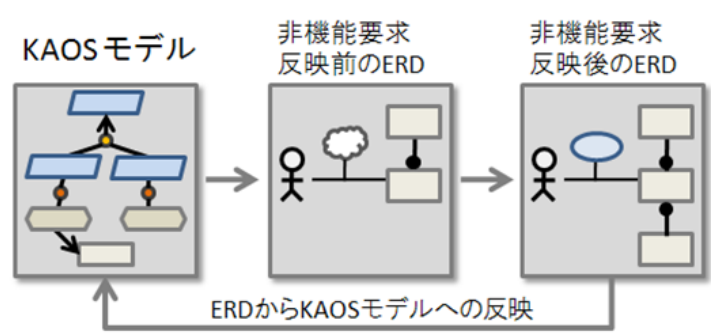 KAOSモデル
非機能要求
反映前のERD
非機能要求
反映後のERD
ERDからKAOSモデルへの反映